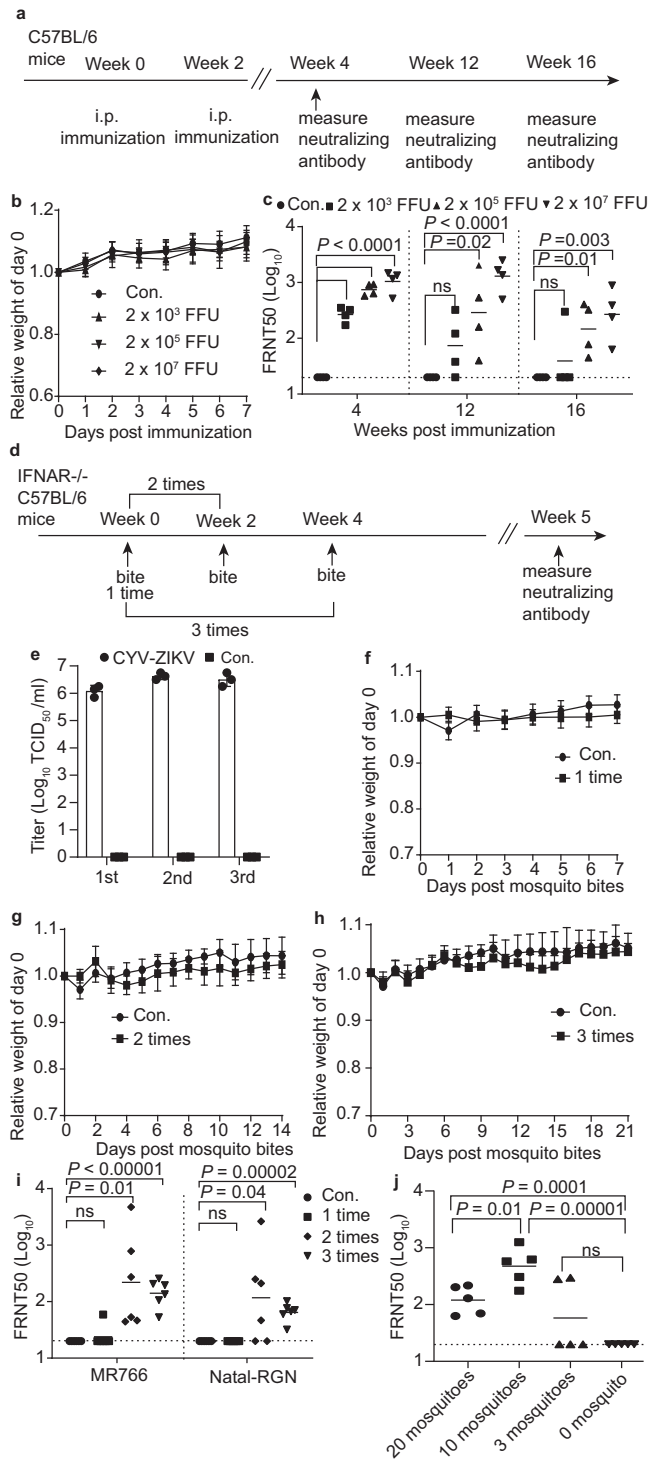 a
C57BL/6
mice
Week 0 Week 2 Week 4 Week 12 Week 16
i.p.
immunization
i.p.
immunization
measure
neutralizing
antibody
measure
neutralizing
antibody
measure
neutralizing
antibody
b
Relative weight of day 0
1.2
1.0
0.8
0.6
Con.
2 x 10³ FFU
2 x 10⁵ FFU
2 x 10⁷ FFU
0 1 2 3 4 5 6 7
Days post immunization
c
Con. 2 x 10³ FFU 2 x 10⁵ FFU 2 x 10⁷ FFU
FRNT50 (Log₁₀)
4
3
2
1
P < 0.0001
P < 0.0001
P =0.02
ns
P =0.003
P =0.01
ns
4 12 16
Weeks post immunization
d
IFNAR-/-
C57BL/6
mice
2 times
Week 0 Week 2 Week 4 Week 5
bite
1 time
bite
bite
measure
neutralizing
antibody
3 times
e
CYV-ZIKV Con.
Titer (Log₁₀ TCID₅₀/ml)
7
6
5
4
3
2
1
0
1st 2nd 3rd
f
Relative weight of day 0
1.1
1.0
0.9
0.8
0.7
Con.
1 time
0 1 2 3 4 5 6 7
Days post mosquito bites
g
Relative weight of day 0
1.1
1.0
0.9
0.8
0.7
Con.
2 times
0 2 4 6 8 10 12 14
Days post mosquito bites
h
Relative weight of day 0
1.1
1.0
0.9
0.8
0.7
Con.
3 times
0 3 6 9 12 15 18 21
Days post mosquito bites
i
FRNT50 (Log₁₀)
4
3
2
1
P < 0.00001
P = 0.01
ns
P = 0.00002
P = 0.04
ns
Con.
1 time
2 times
3 times
MR766 Natal-RGN
j
FRNT50 (Log₁₀)
4
3
2
1
P = 0.0001
P = 0.01 P = 0.00001
ns
20 mosquitoes
10 mosquitoes
3 mosquitoes
0 mosquito